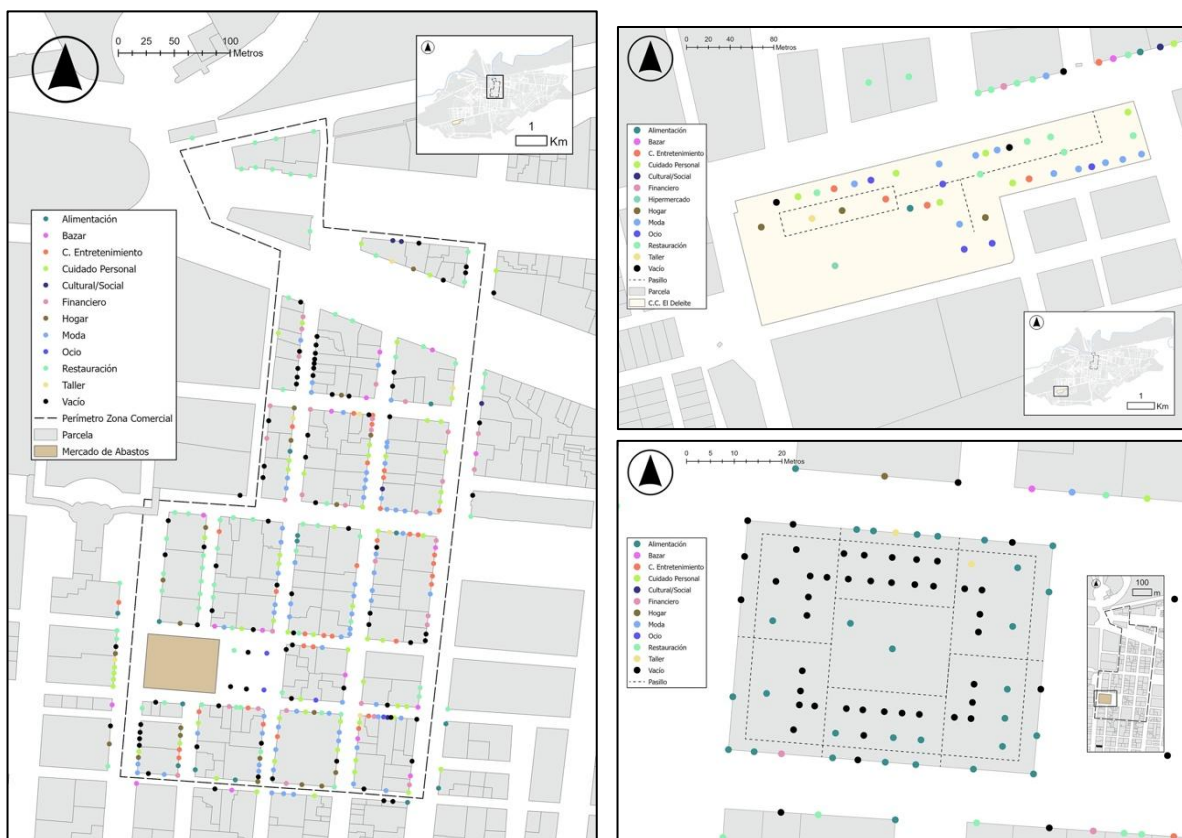 0 25 50 100
Metros
1
Km
Alimentación
Bazar
C. Entretenimiento
Cuidado Personal
Cultural/Social
Financiero
Hogar
Moda
Ocio
Restauración
Taller
Vacío
Perímetro Zona Comercial
Parcela
Mercado de Abastos
0 20 40 80
Metros
Alimentación
Bazar
C. Entretenimiento
Cuidado Personal
Cultural/Social
Financiero
Hipermercado
Hogar
Moda
Ocio
Restauración
Taller
Vacío
Pasillo
Parcela
C.C. El Deleite
1
Km
0 5 10 20
Metros
Alimentación
Bazar
C. Entretenimiento
Cuidado Personal
Cultural/Social
Financiero
Hogar
Moda
Ocio
Restauración
Taller
Vacío
Pasillo
100
m